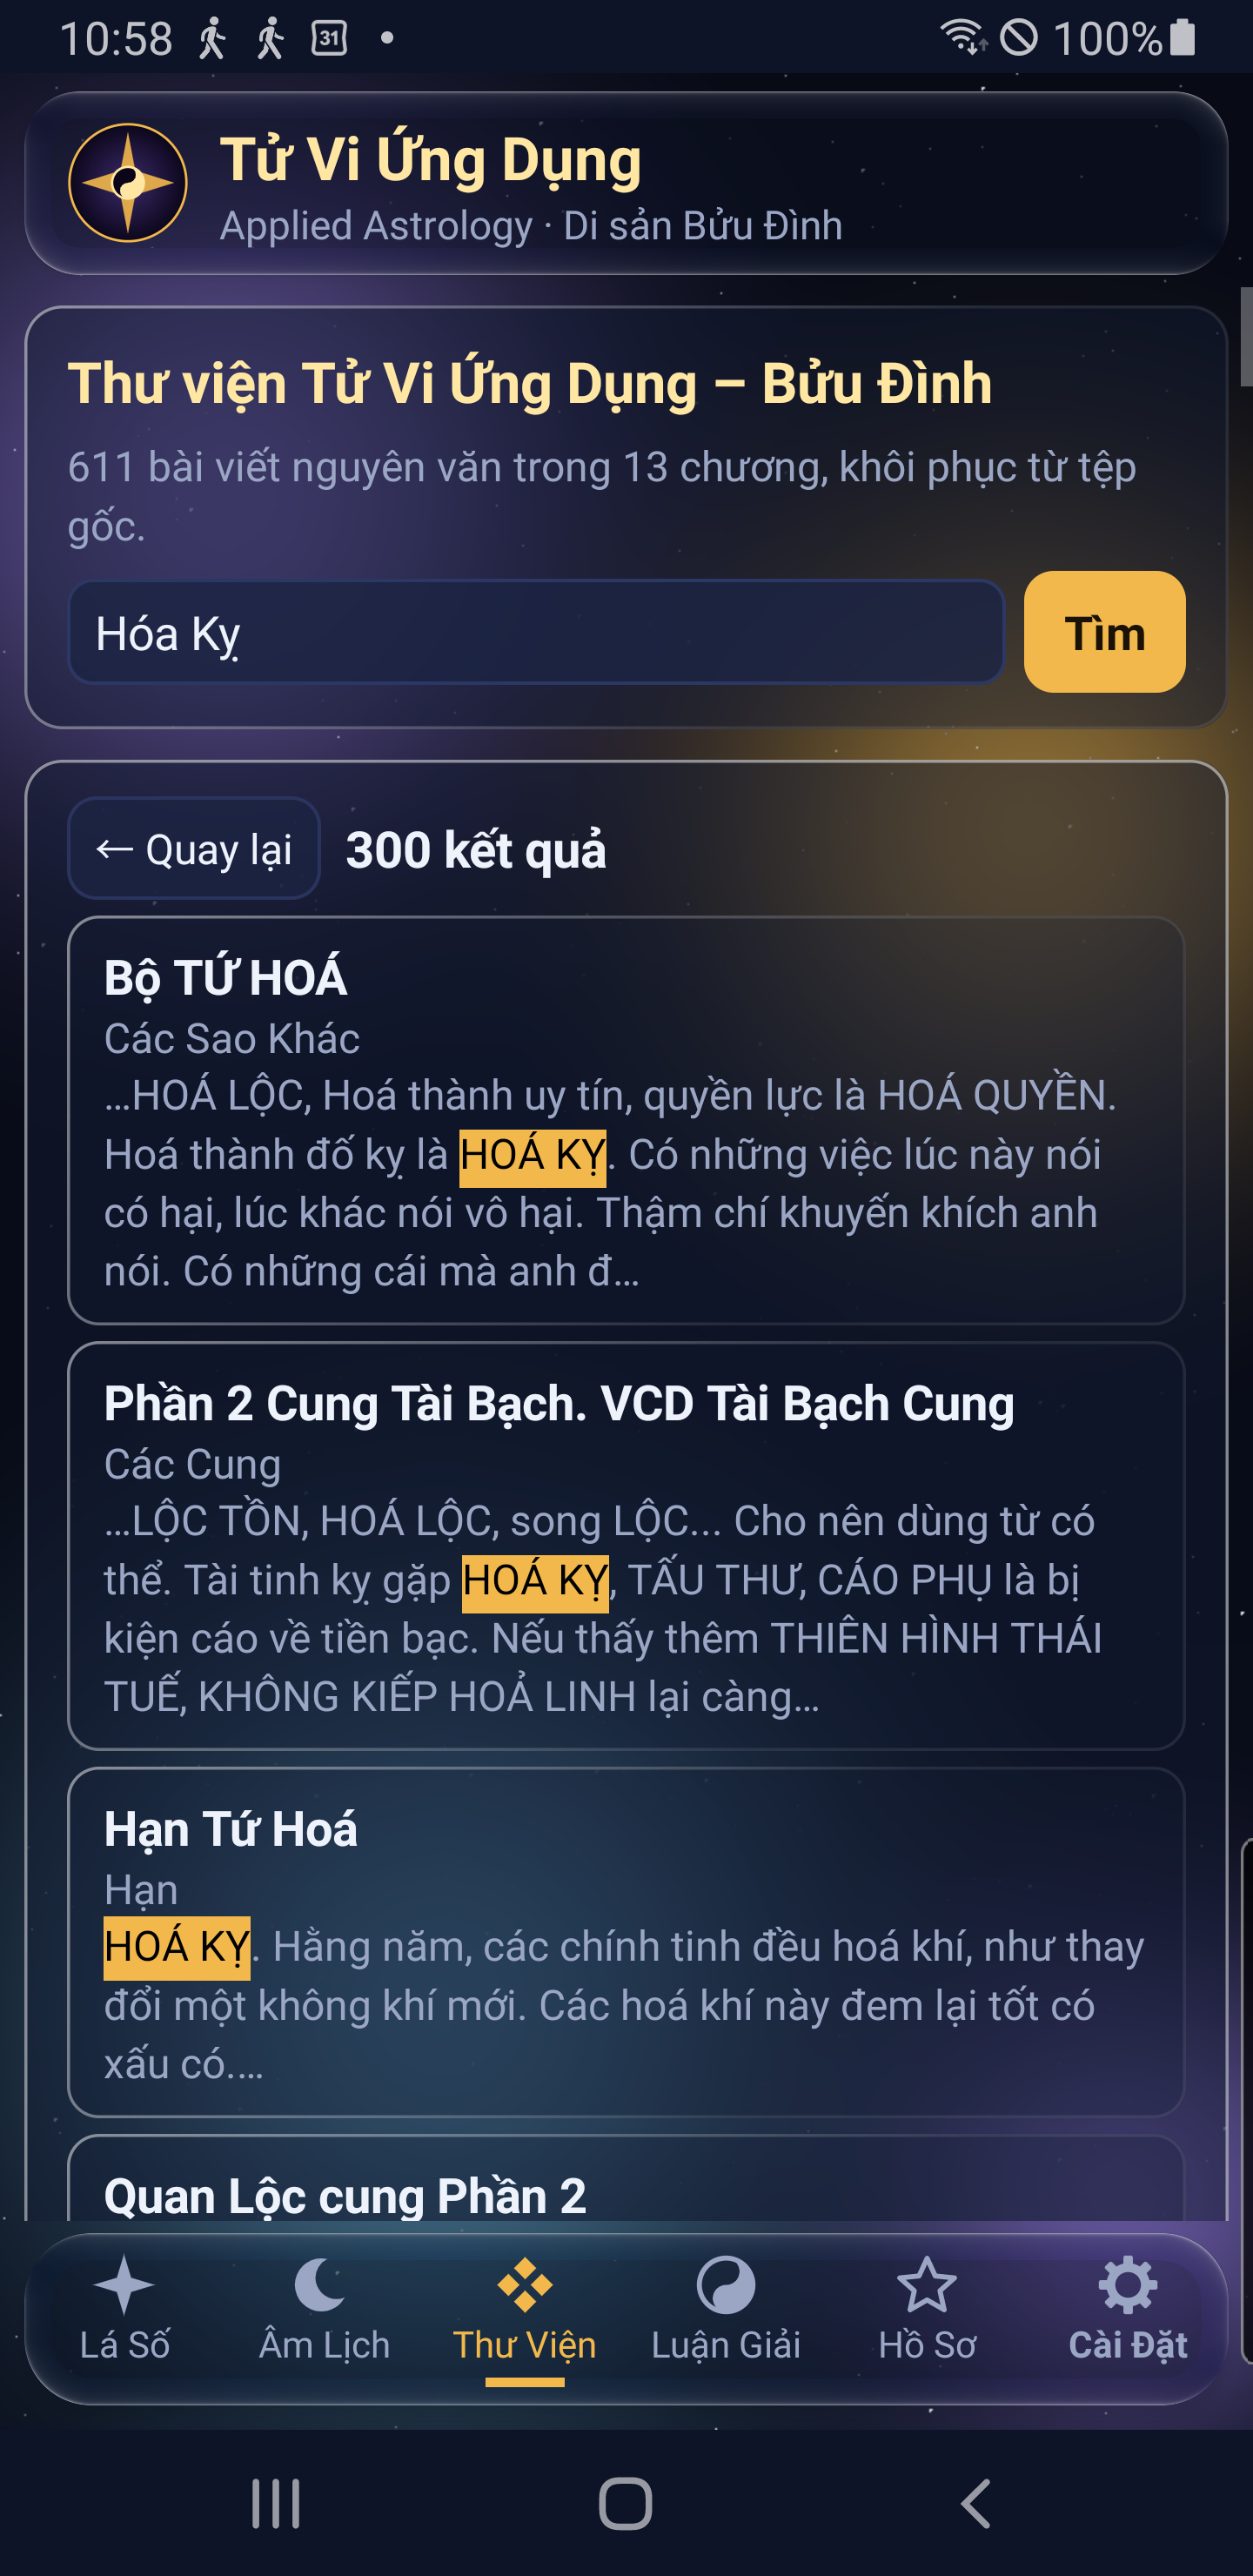 10:58
31
100%
Tử Vi Ứng Dụng
Applied Astrology · Di sản Bửu Đình
Thư viện Tử Vi Ứng Dụng – Bửu Đình
611 bài viết nguyên văn trong 13 chương, khôi phục từ tệp
gốc.
Hóa Kỵ
Tìm
← Quay lại
300 kết quả
Bộ TỨ HOÁ
Các Sao Khác
…HOÁ LỘC, Hoá thành uy tín, quyền lực là HOÁ QUYỀN.
Hoá thành đố kỵ là HOÁ KỴ. Có những việc lúc này nói
có hại, lúc khác nói vô hại. Thậm chí khuyến khích anh
nói. Có những cái mà anh đ…
Phần 2 Cung Tài Bạch. VCD Tài Bạch Cung
Các Cung
…LỘC TỒN, HOÁ LỘC, song LỘC... Cho nên dùng từ có
thể. Tài tinh kỵ gặp HOÁ KỴ, TẤU THƯ, CÁO PHỤ là bị
kiện cáo về tiền bạc. Nếu thấy thêm THIÊN HÌNH THÁI
TUẾ, KHÔNG KIẾP HOẢ LINH lại càng…
Hạn Tứ Hoá
Hạn
HOÁ KỴ. Hằng năm, các chính tinh đều hoá khí, như thay
đổi một không khí mới. Các hoá khí này đem lại tốt có
xấu có.…
Quan Lộc cung Phần 2
Lá Số
Âm Lịch
Thư Viện
Luận Giải
Hồ Sơ
Cài Đặt